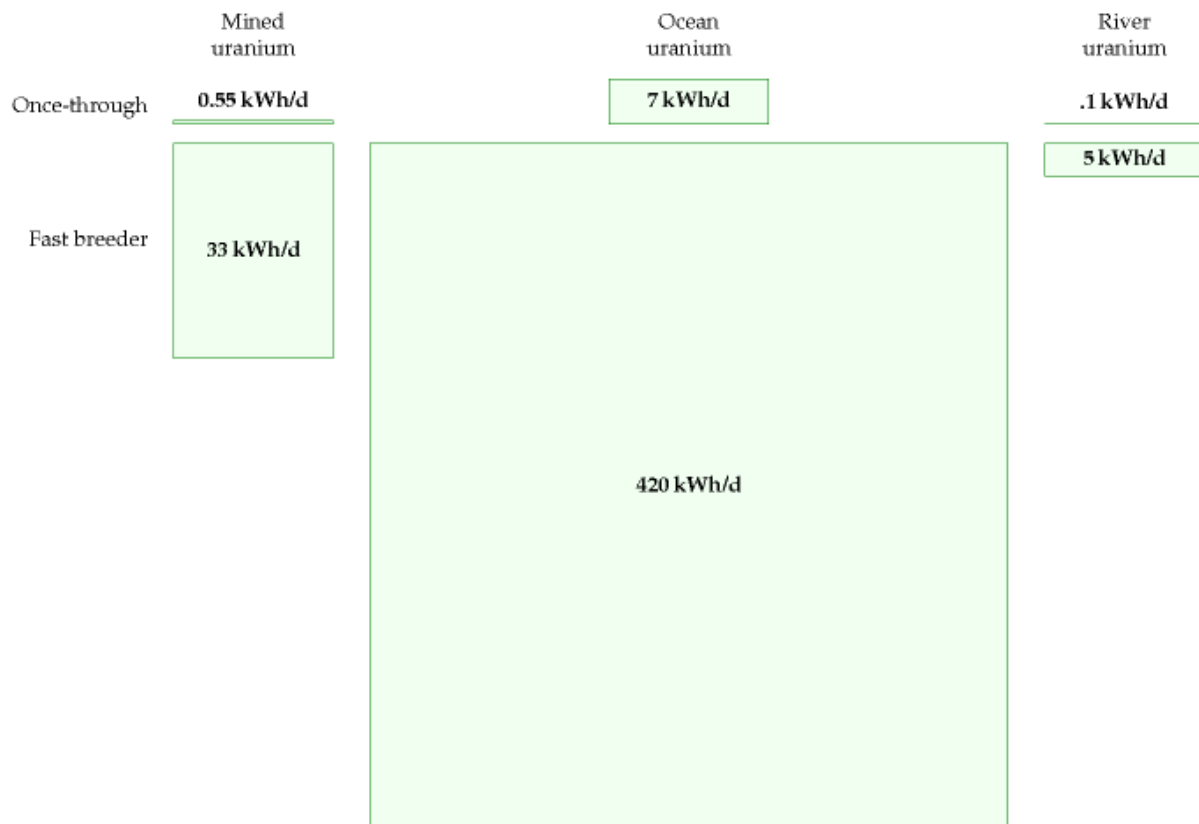 Mined
uranium
Ocean
uranium
River
uranium
Once-through
0.55 kWh/d
7 kWh/d
.1 kWh/d
Fast breeder
33 kWh/d
420 kWh/d
5 kWh/d